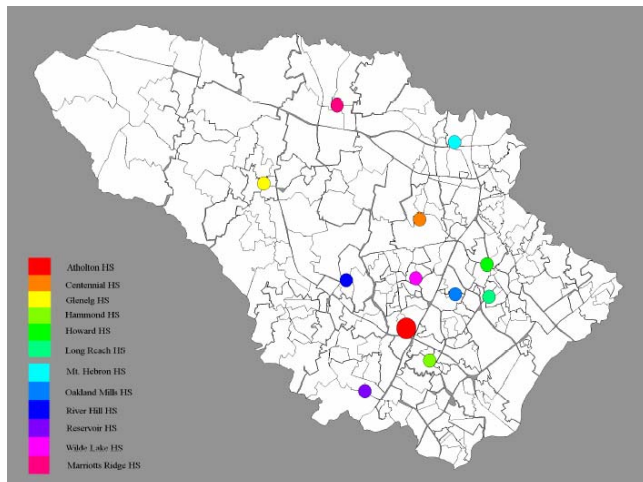 Atholton HS
Centennial HS
Glenelg HS
Hammond HS
Howard HS
Long Reach HS
Mt. Hebron HS
Oakland Mills HS
River Hill HS
Reservoir HS
Wilde Lake HS
Marriotts Ridge HS